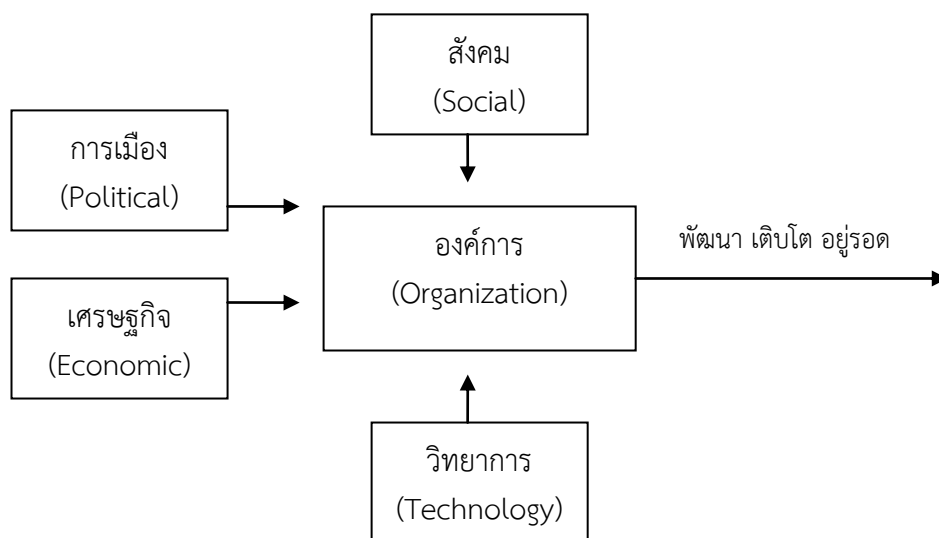 สังคม
(Social)
การเมือง
(Political)
องค์การ
(Organization)
พัฒนา เติบโต อยู่รอด
เศรษฐกิจ
(Economic)
วิทยาการ
(Technology)